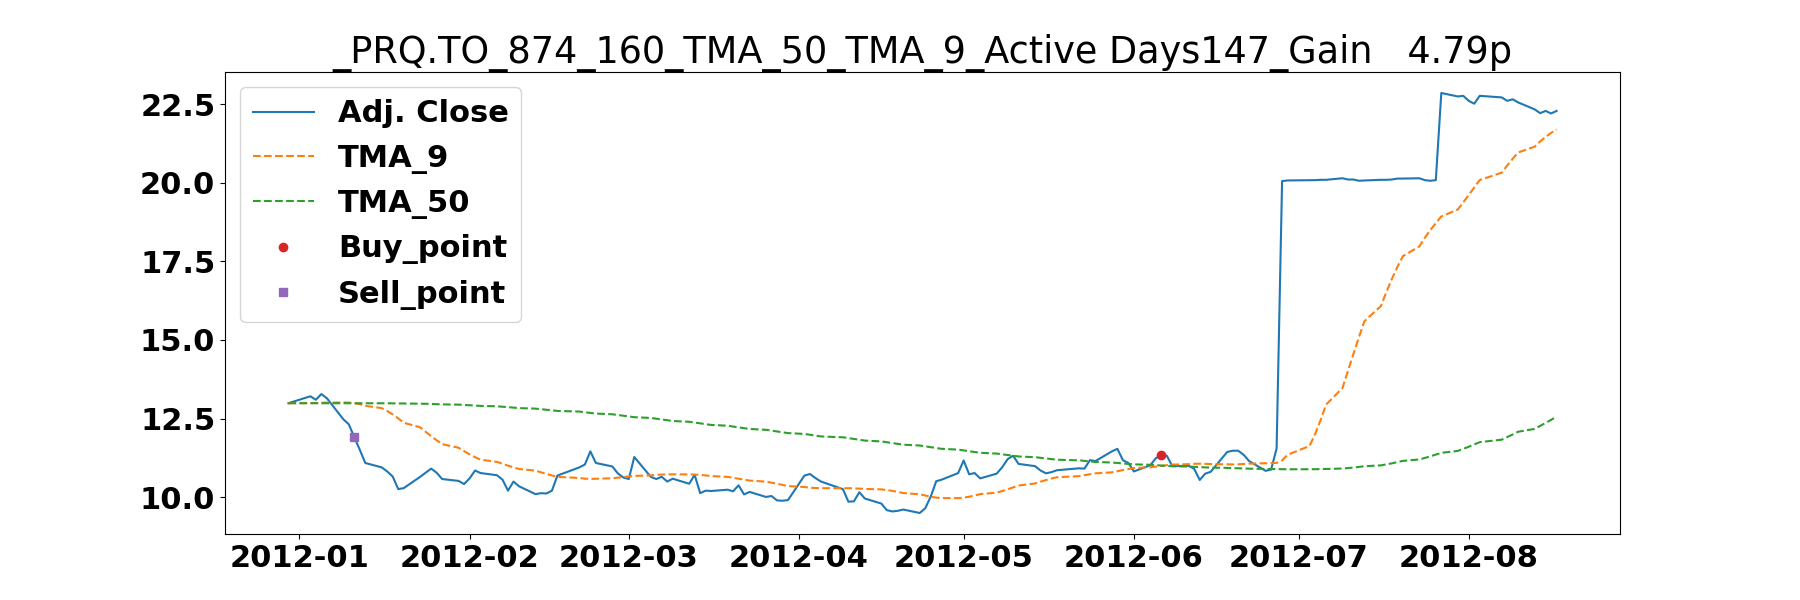 _PRQ.TO_874_160_TMA_50_TMA_9_Active Days147_Gain   4.79p
22.5
20.0
17.5
15.0
12.5
10.0
Adj. Close
TMA_9
TMA_50
Buy_point
Sell_point
2012-01 2012-02 2012-03 2012-04 2012-05 2012-06 2012-07 2012-08